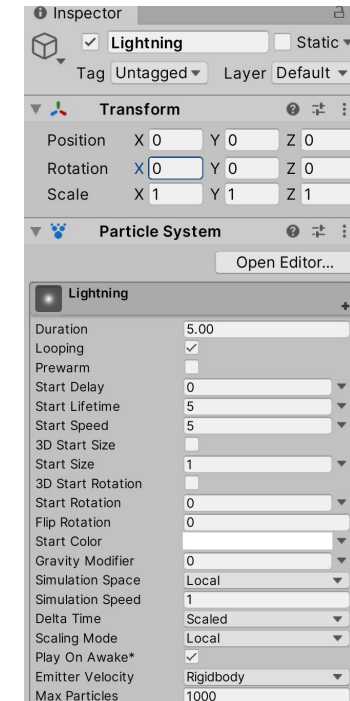 Inspector
Lightning Static
Tag Untagged Layer Default
Transform
Position X 0 Y 0 Z 0
Rotation X 0 Y 0 Z 0
Scale X 1 Y 1 Z 1
Particle System
Open Editor...
Lightning
Duration 5.00
Looping
Prewarm
Start Delay 0
Start Lifetime 5
Start Speed 5
3D Start Size
Start Size 1
3D Start Rotation
Start Rotation 0
Flip Rotation 0
Start Color
Gravity Modifier 0
Simulation Space Local
Simulation Speed 1
Delta Time Scaled
Scaling Mode Local
Play On Awake*
Emitter Velocity Rigidbody
Max Particles 1000